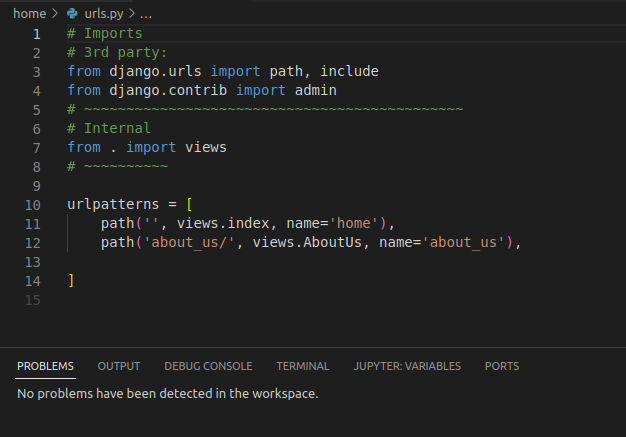 home > urls.py > ...
1 # Imports
2 # 3rd party:
3 from django.urls import path, include
4 from django.contrib import admin
5 # ~~~~~~~~~~~~~~~~~~~~~~~~~~~~~~~~~~~~~~~~~~~~~
6 # Internal
7 from . import views
8 # ~~~~~~~~~~
9
10 urlpatterns = [
11     path('', views.index, name='home'),
12     path('about_us/', views.AboutUs, name='about_us'),
13
14 ]
15
PROBLEMS OUTPUT DEBUG CONSOLE TERMINAL JUPYTER: VARIABLES PORTS
No problems have been detected in the workspace.